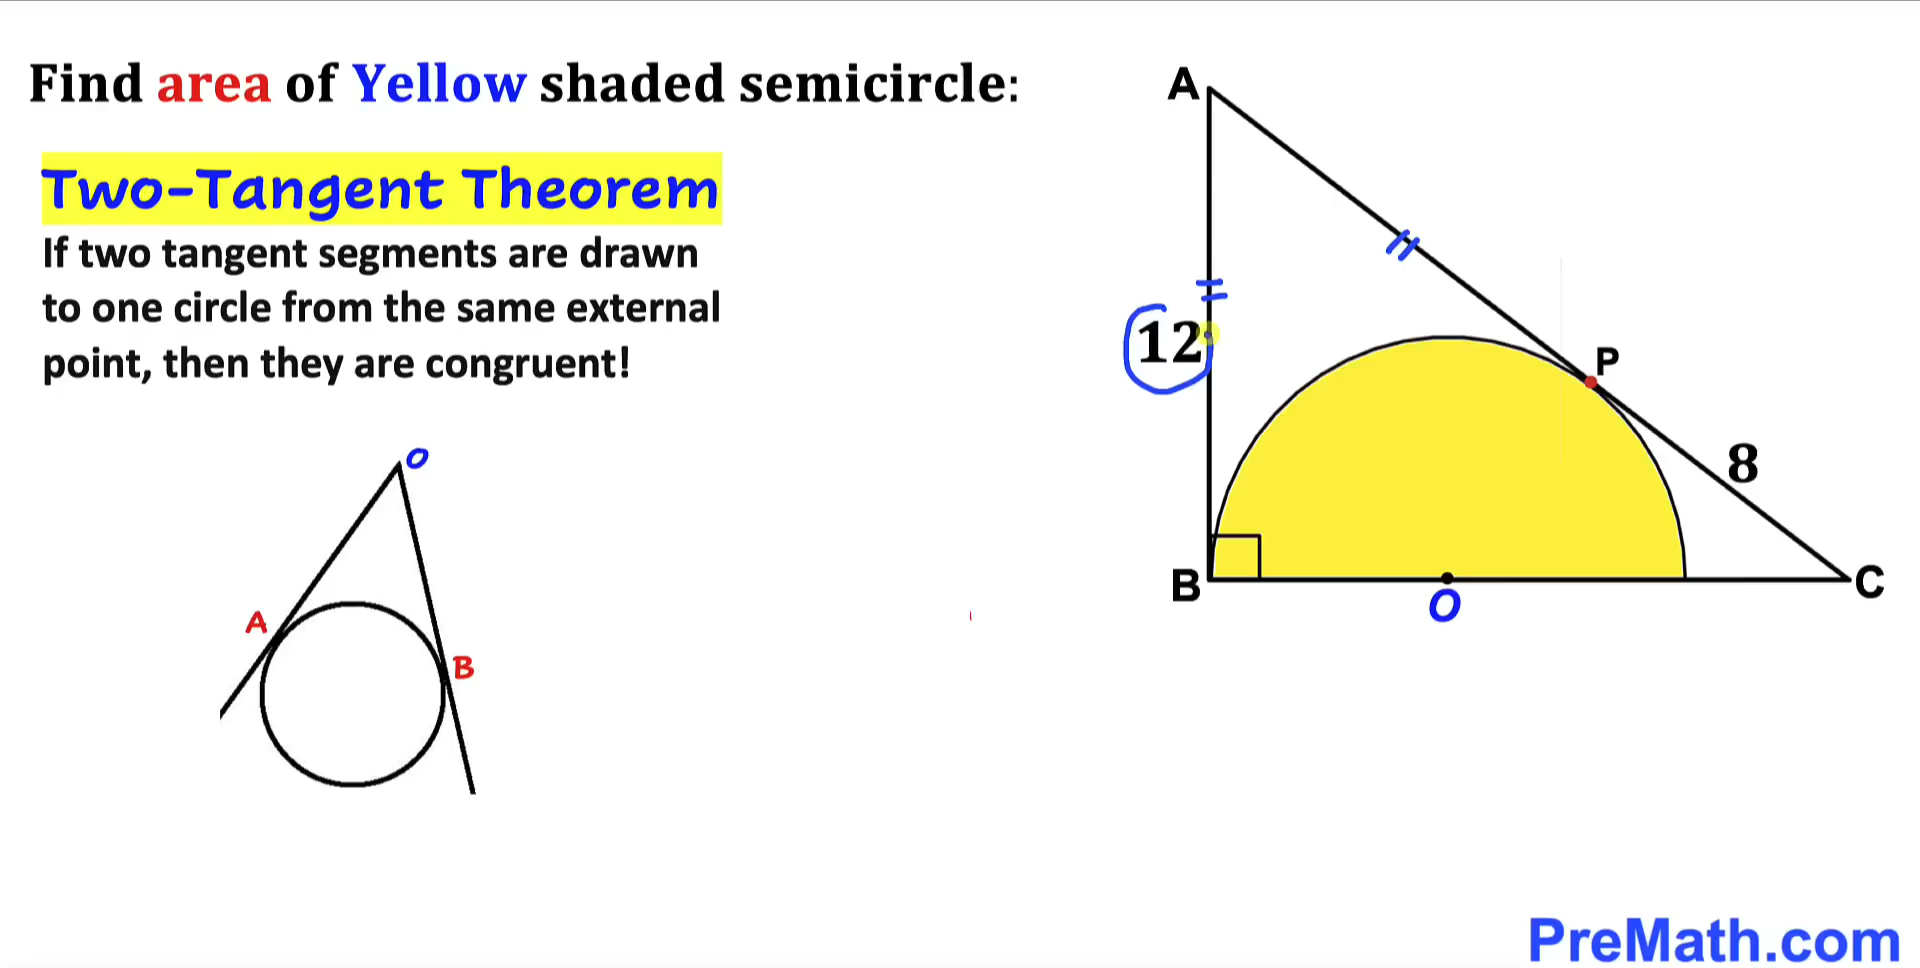 Find area of Yellow shaded semicircle:
Two-Tangent Theorem
If two tangent segments are drawn
to one circle from the same external
point, then they are congruent!
O
A
B
A
12
P
8
B
O
C
PreMath.com